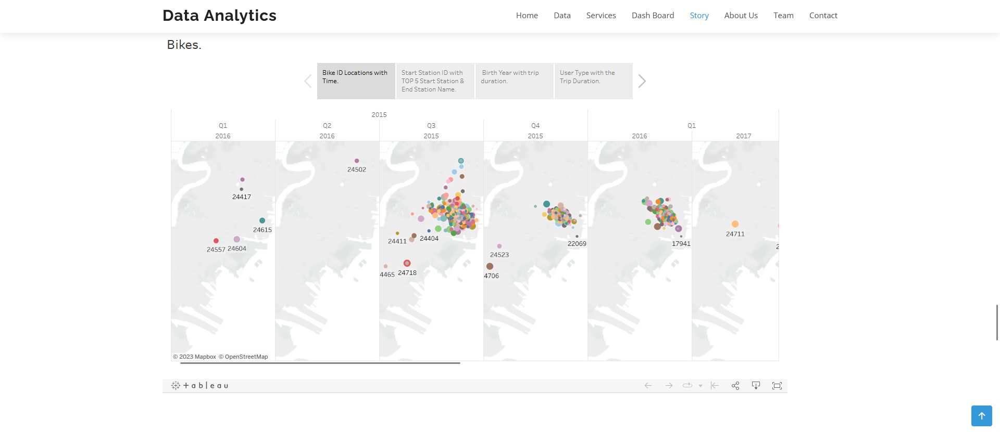 Data Analytics
Home Data Services Dash Board Story About Us Team Contact
Bikes.
Bike ID Locations with
Time.
Start Station ID with
TOP 5 Start Station &
End Station Name.
Birth Year with trip
duration.
User Type with the
Trip Duration.
2015
Q1 Q2 Q3 Q4 Q1
2016 2016 2015 2015 2016 2017
24417
24615
24557 24604
24502
24411
24404
4465 24718
24523
4706
22069
17941
24711
2
© 2023 Mapbox © OpenStreetMap
+ableau